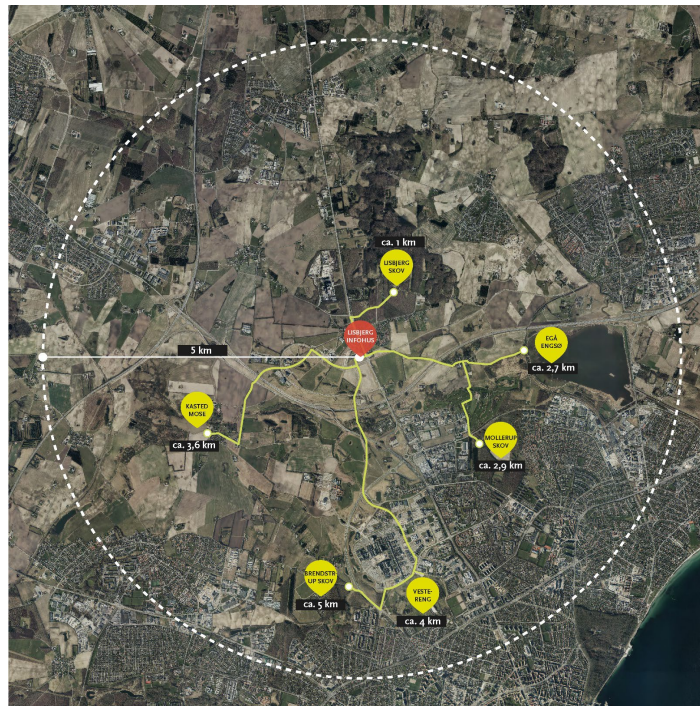 ca. 1 km
LISBJERG
SKOV
LISBJERG
INFOHUS
5 km
EGÅ
ENGSØ
ca. 2,7 km
KASTED
MOSE
ca. 3,6 km
MOLLERUP
SKOV
ca. 2,9 km
BRENDSTR
UP SKOV
ca. 5 km
VESTE-
RENG
ca. 4 km